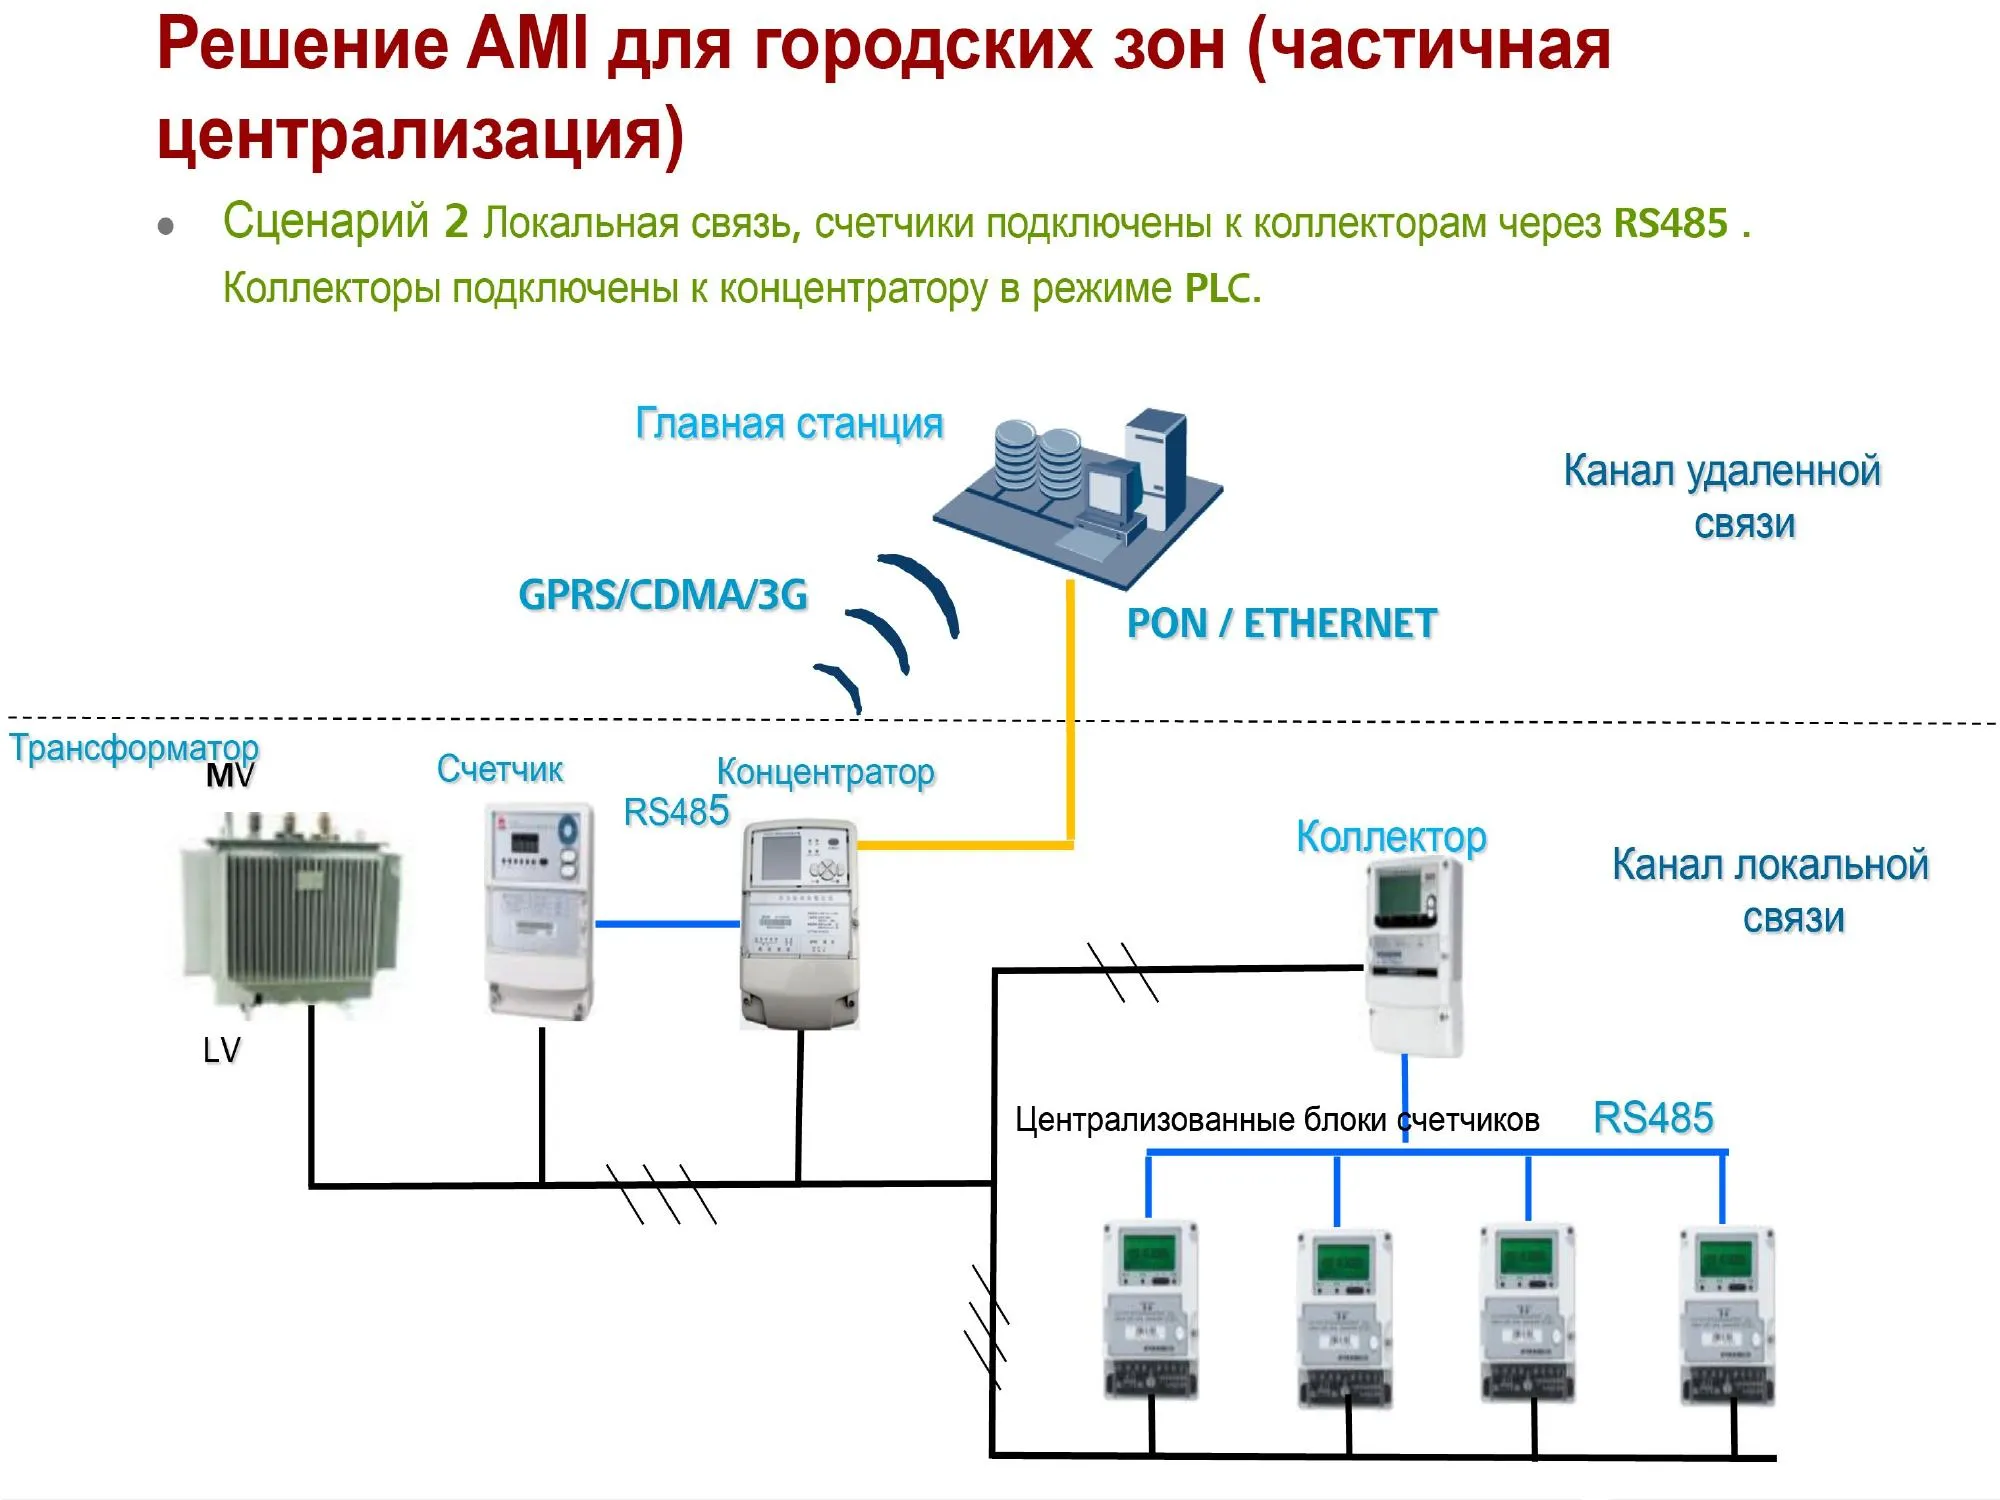 Решение AMI для городских зон (частичная
централизация)
• Сценарий 2 Локальная связь, счетчики подключены к коллекторам через RS485 .
Коллекторы подключены к концентратору в режиме PLC.
Главная станция
Канал удаленной
связи
GPRS/CDMA/3G
PON / ETHERNET
Трансформатор
MV
Счетчик
Концентратор
RS485
Коллектор
Канал локальной
связи
LV
Централизованные блоки счетчиков
RS485